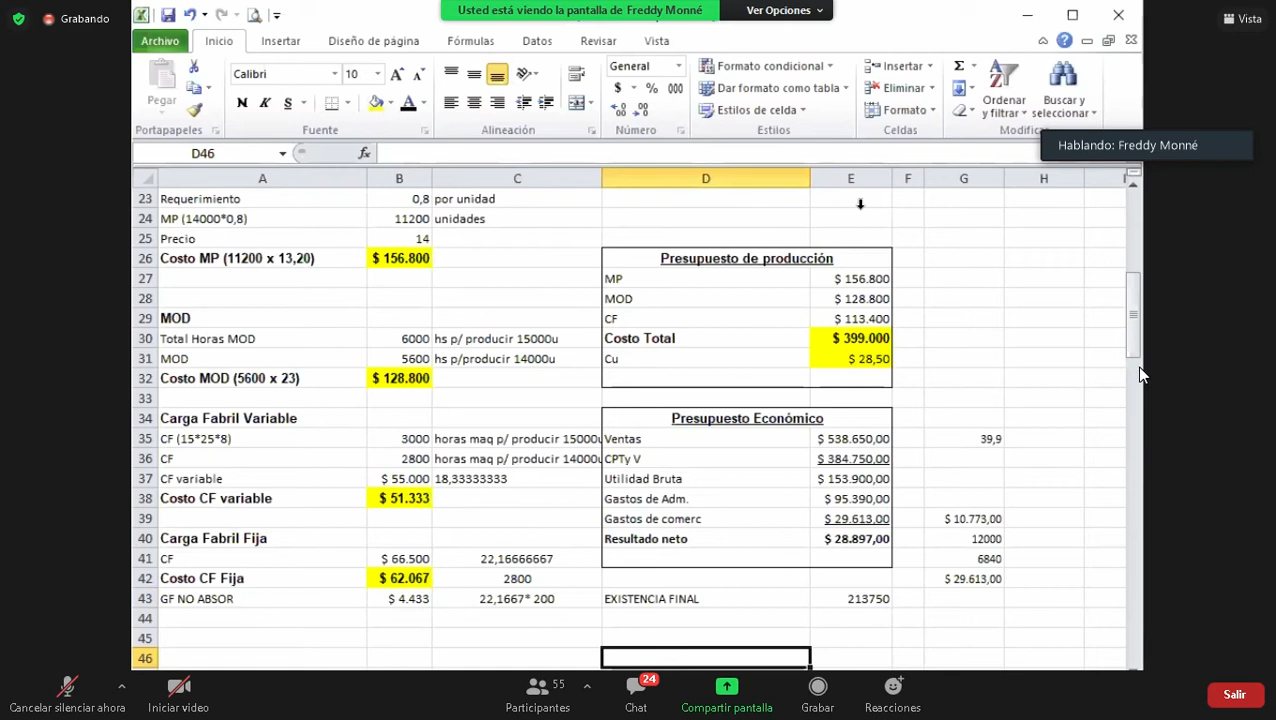 Grabando
Usted está viendo la pantalla de Freddy Monné
Ver Opciones
Vista
Archivo Inicio Insertar Diseño de página Fórmulas Datos Revisar Vista
Pegar
Calibri 10
N K S A
General
$ % 000
Formato condicional
Dar formato como tabla
Estilos de celda
Insertar
Eliminar
Formato
Σ
Ordenar y filtrar
Buscar y seleccionar
Portapapeles Fuente Alineación Número Estilos Celdas Modific
Hablando: Freddy Monné
D46 fx
A B C D E F G H
23 Requerimiento 0,8 por unidad
24 MP (14000*0,8) 11200 unidades
25 Precio 14
26 Costo MP (11200 x 13,20) $ 156.800 Presupuesto de producción
27 MP $ 156.800
28 MOD $ 128.800
29 MOD CF $ 113.400
30 Total Horas MOD 6000 hs p/ producir 15000u Costo Total $ 399.000
31 MOD 5600 hs p/producir 14000u Cu $ 28,50
32 Costo MOD (5600 x 23) $ 128.800
33
34 Carga Fabril Variable Presupuesto Económico
35 CF (15*25*8) 3000 horas maq p/ producir 15000u Ventas $ 538.650,00 39,9
36 CF 2800 horas maq p/ producir 14000u CPTy V $ 384.750,00
37 CF variable $ 55.000 18,33333333 Utilidad Bruta $ 153.900,00
38 Costo CF variable $ 51.333 Gastos de Adm. $ 95.390,00
39 Gastos de comerc $ 29.613,00 $ 10.773,00
40 Carga Fabril Fija Resultado neto $ 28.897,00 12000
41 CF $ 66.500 22,16666667 6840
42 Costo CF Fija $ 62.067 2800 $ 29.613,00
43 GF NO ABSOR $ 4.433 22,1667* 200 EXISTENCIA FINAL 213750
44
45
46
Cancelar silenciar ahora
Iniciar video
55
Participantes
24
Chat
Compartir pantalla
Grabar
Reacciones
Salir